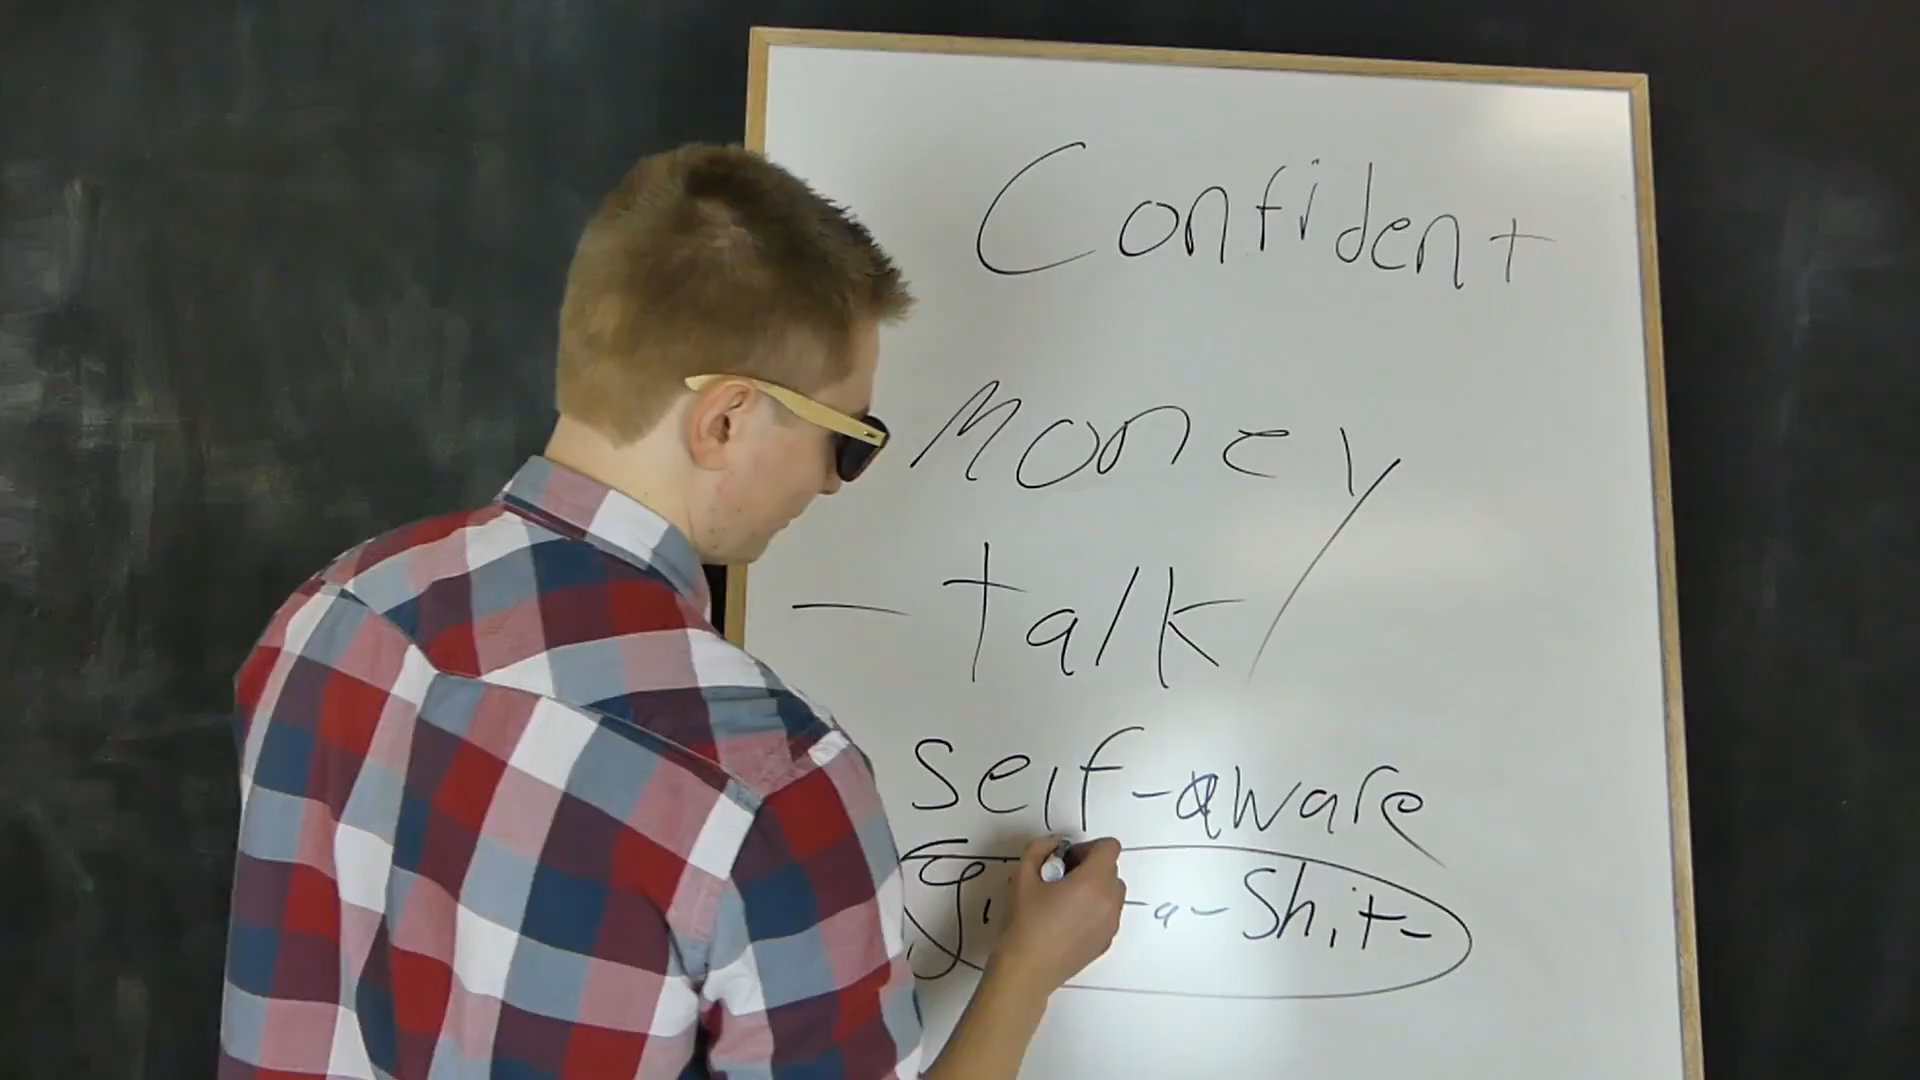 Confident
Money
- talk
self-aware
-a-Shit-